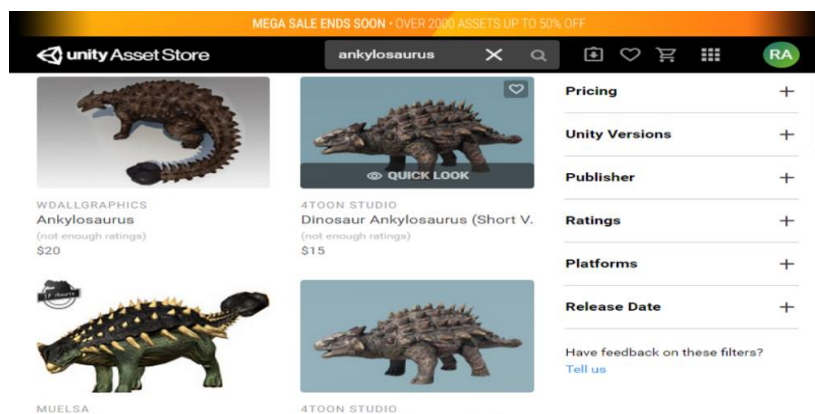 MEGA SALE ENDS SOON • OVER 2000 ASSETS UP TO 50% OFF
unity Asset Store
ankylosaurus
RA
QUICK LOOK
WDALLGRAPHICS
Ankylosaurus
(not enough ratings)
$20
4TOON STUDIO
Dinosaur Ankylosaurus (Short V.
(not enough ratings)
$15
MUELSA
4TOON STUDIO
Pricing
Unity Versions
Publisher
Ratings
Platforms
Release Date
Have feedback on these filters?
Tell us